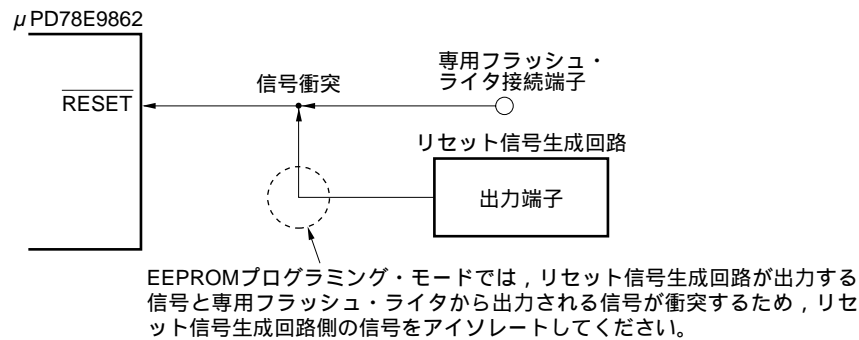 μPD78E9862
専用フラッシュ・
ライタ接続端子
信号衝突
RESET
リセット信号生成回路
出力端子
EEPROMプログラミング・モードでは，リセット信号生成回路が出力する
信号と専用フラッシュ・ライタから出力される信号が衝突するため，リセ
ット信号生成回路側の信号をアイソレートしてください。